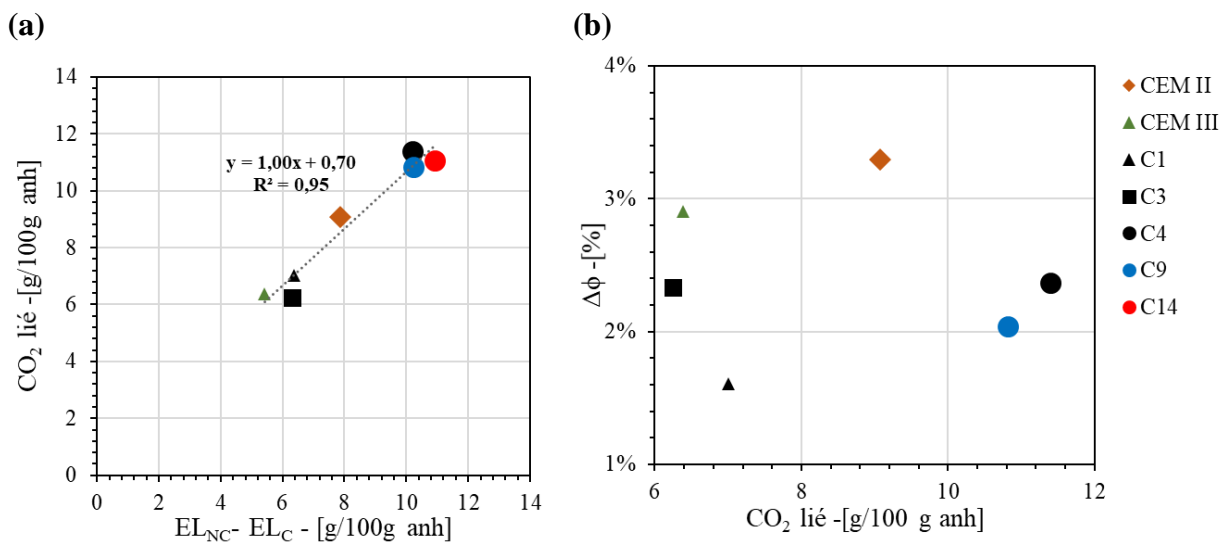 (a)
14
12
10
8
6
4
2
0
0 2 4 6 8 10 12 14
CO₂ lié -[g/100g anh]
y = 1,00x + 0,70
R² = 0,95
EL_NC- EL_C - [g/100g anh]
(b)
4%
3%
2%
1%
6 8 10 12
Δϕ -[%]
CO₂ lié -[g/100 g anh]
CEM II
CEM III
C1
C3
C4
C9
C14